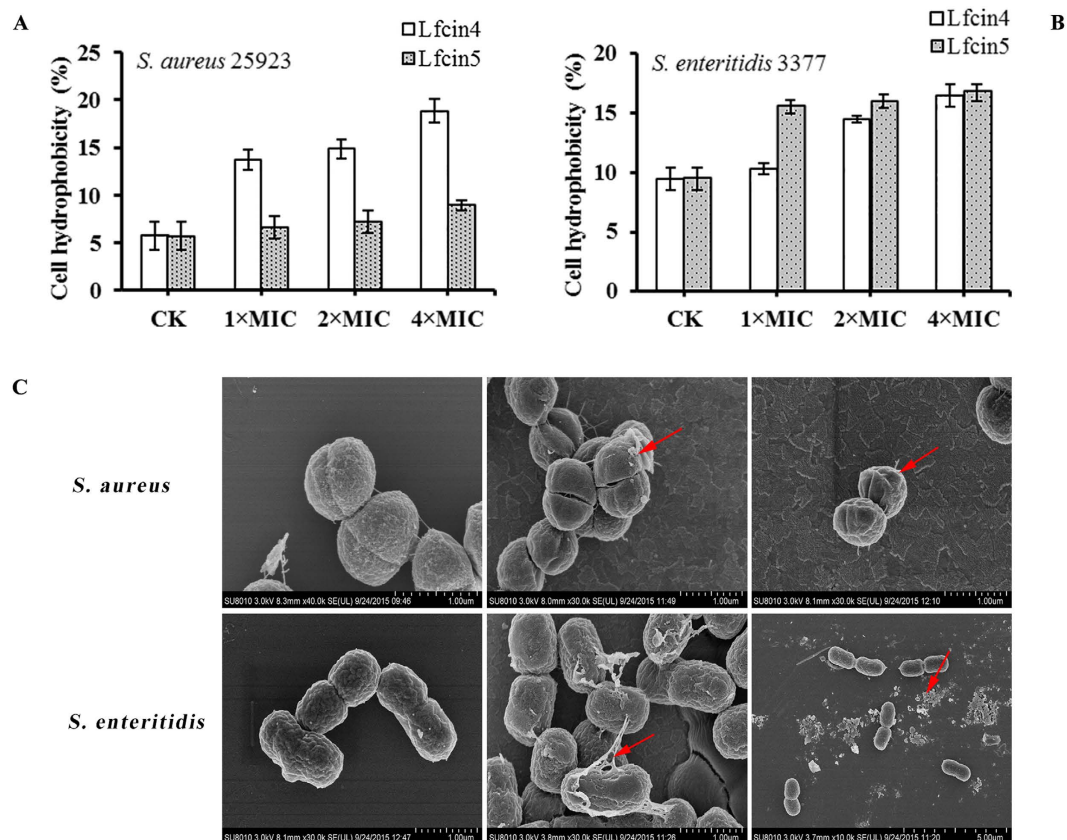 A
B
Lfcin4
Lfcin5
S. aureus 25923
Cell hydrophobicity (%)
25
20
15
10
5
0
CK 1×MIC 2×MIC 4×MIC
Lfcin4
Lfcin5
S. enteritidis 3377
Cell hydrophobicity (%)
20
15
10
5
0
CK 1×MIC 2×MIC 4×MIC
C
S. aureus
SU8010 3.0kV 8.3mm x40.0k SE(UL) 9/24/2015 09:46 1.00um
SU8010 3.0kV 8.0mm x30.0k SE(UL) 9/24/2015 11:49 1.00um
SU8010 3.0kV 8.1mm x30.0k SE(UL) 9/24/2015 12:10 1.00um
S. enteritidis
SU8010 3.0kV 8.1mm x30.0k SE(UL) 9/24/2015 12:47 1.00um
SU8010 3.0kV 3.8mm x30.0k SE(UL) 9/24/2015 11:26 1.00um
SU8010 3.0kV 3.7mm x10.0k SE(UL) 9/24/2015 11:20 5.00um